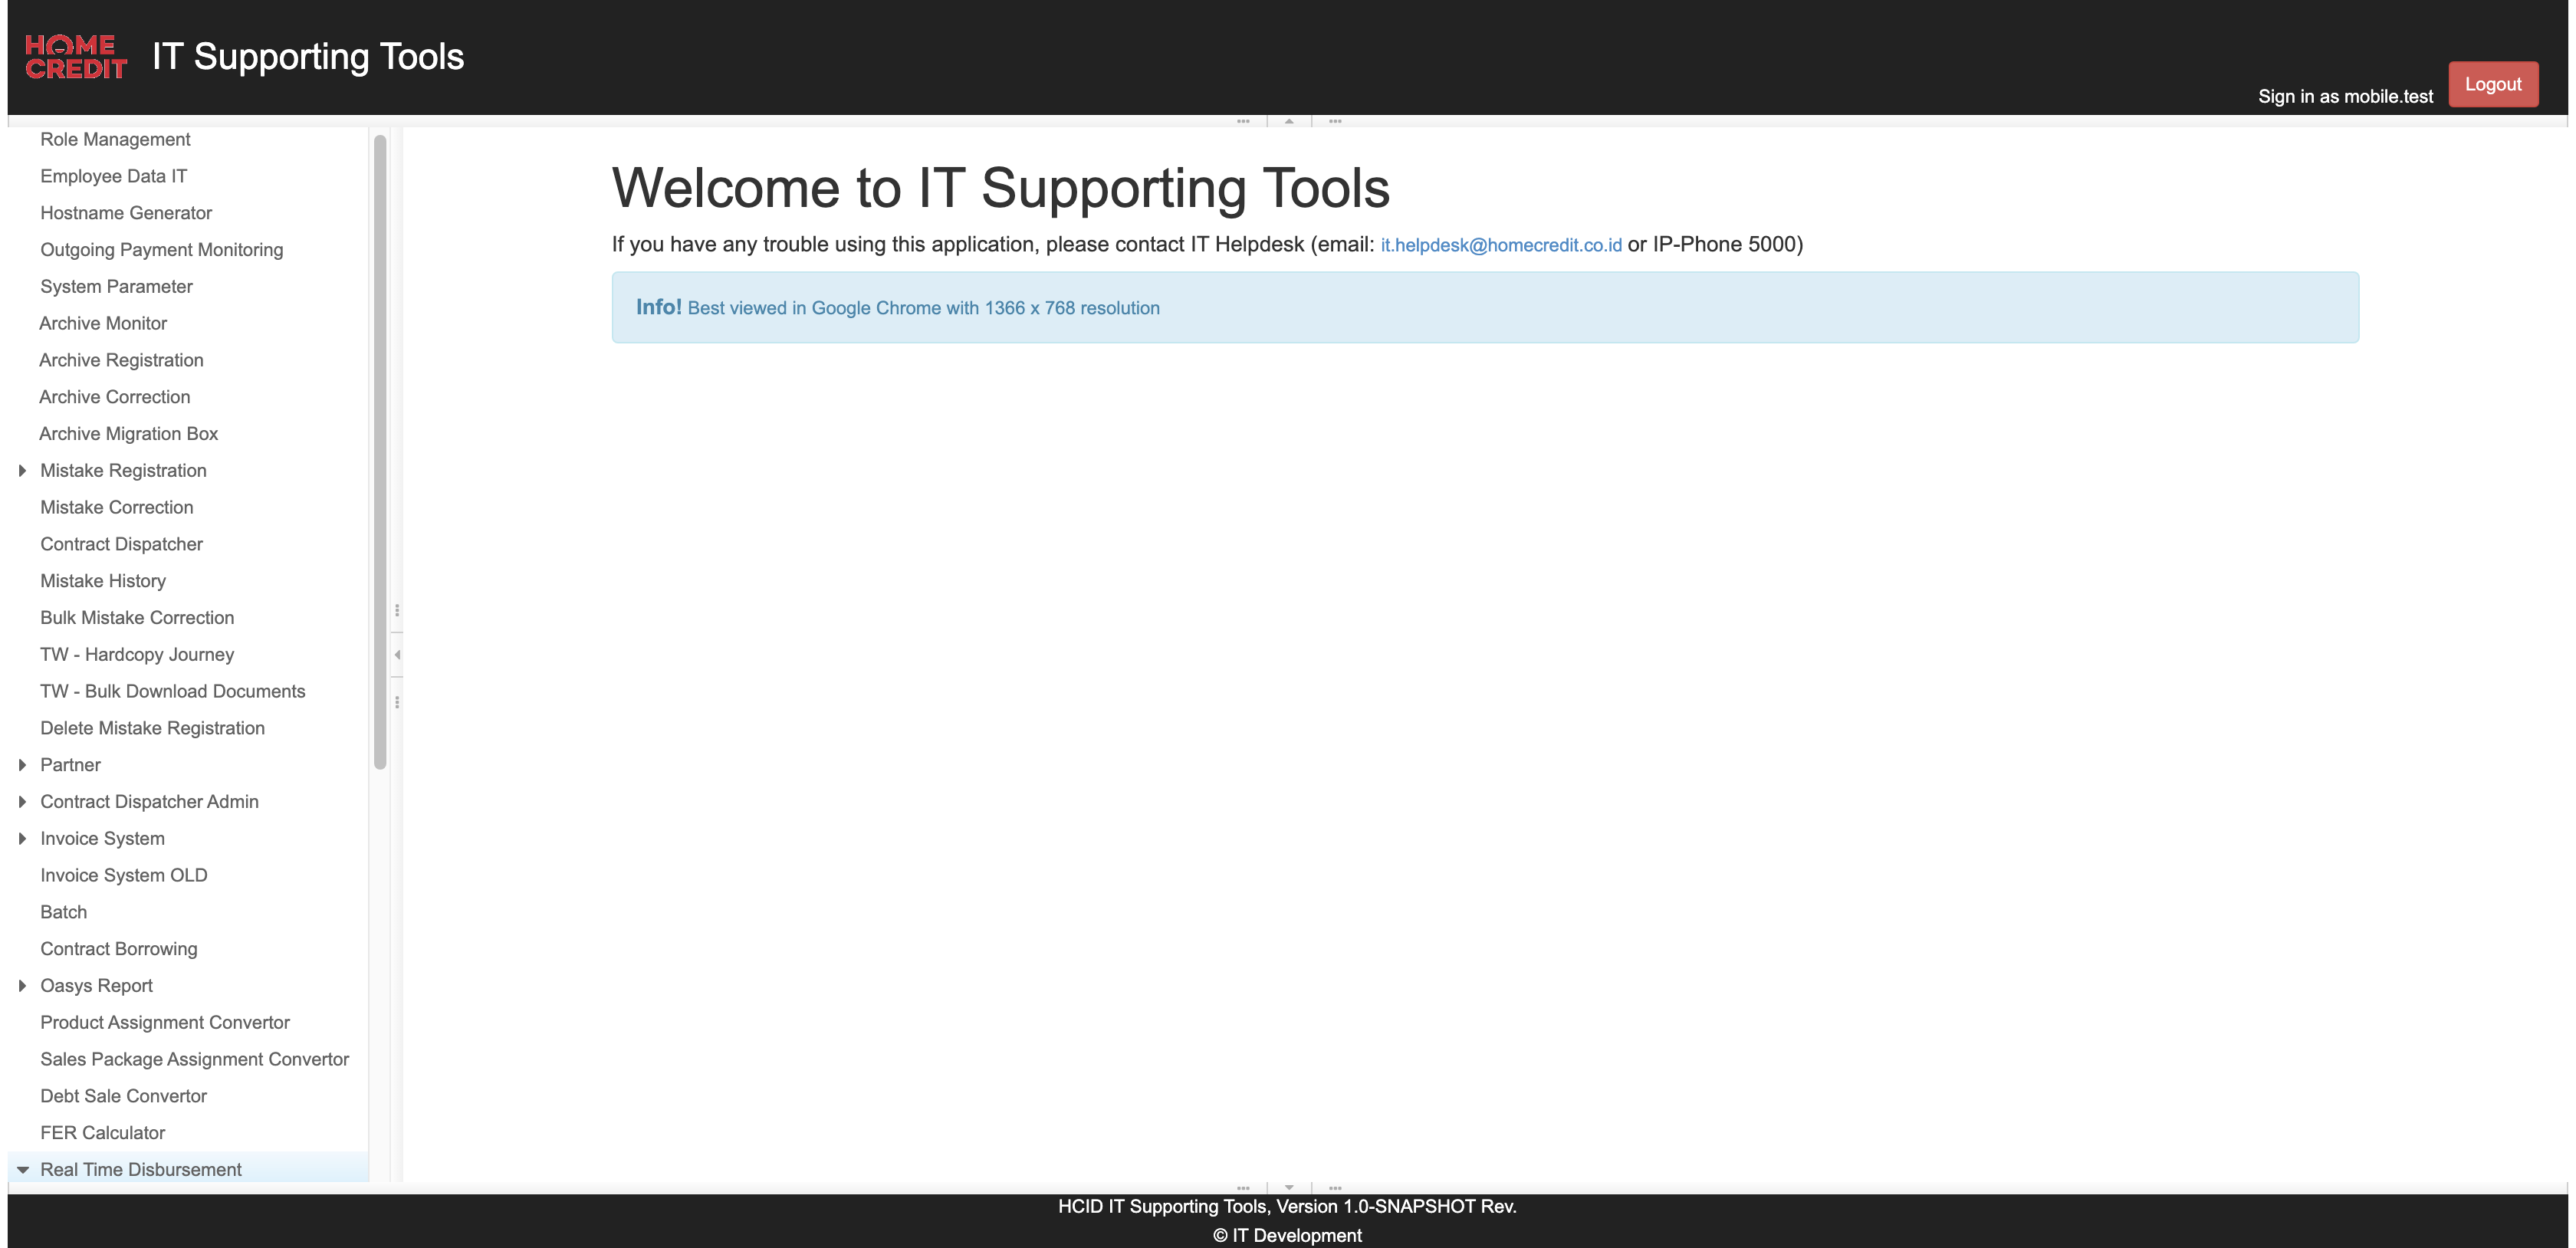 HOME
CREDIT
IT Supporting Tools
Sign in as mobile.test
Logout
Role Management
Employee Data IT
Hostname Generator
Outgoing Payment Monitoring
System Parameter
Archive Monitor
Archive Registration
Archive Correction
Archive Migration Box
Mistake Registration
Mistake Correction
Contract Dispatcher
Mistake History
Bulk Mistake Correction
TW - Hardcopy Journey
TW - Bulk Download Documents
Delete Mistake Registration
Partner
Contract Dispatcher Admin
Invoice System
Invoice System OLD
Batch
Contract Borrowing
Oasys Report
Product Assignment Convertor
Sales Package Assignment Convertor
Debt Sale Convertor
FER Calculator
Real Time Disbursement
Welcome to IT Supporting Tools
If you have any trouble using this application, please contact IT Helpdesk (email: it.helpdesk@homecredit.co.id or IP-Phone 5000)
Info! Best viewed in Google Chrome with 1366 x 768 resolution
HCID IT Supporting Tools, Version 1.0-SNAPSHOT Rev.
© IT Development